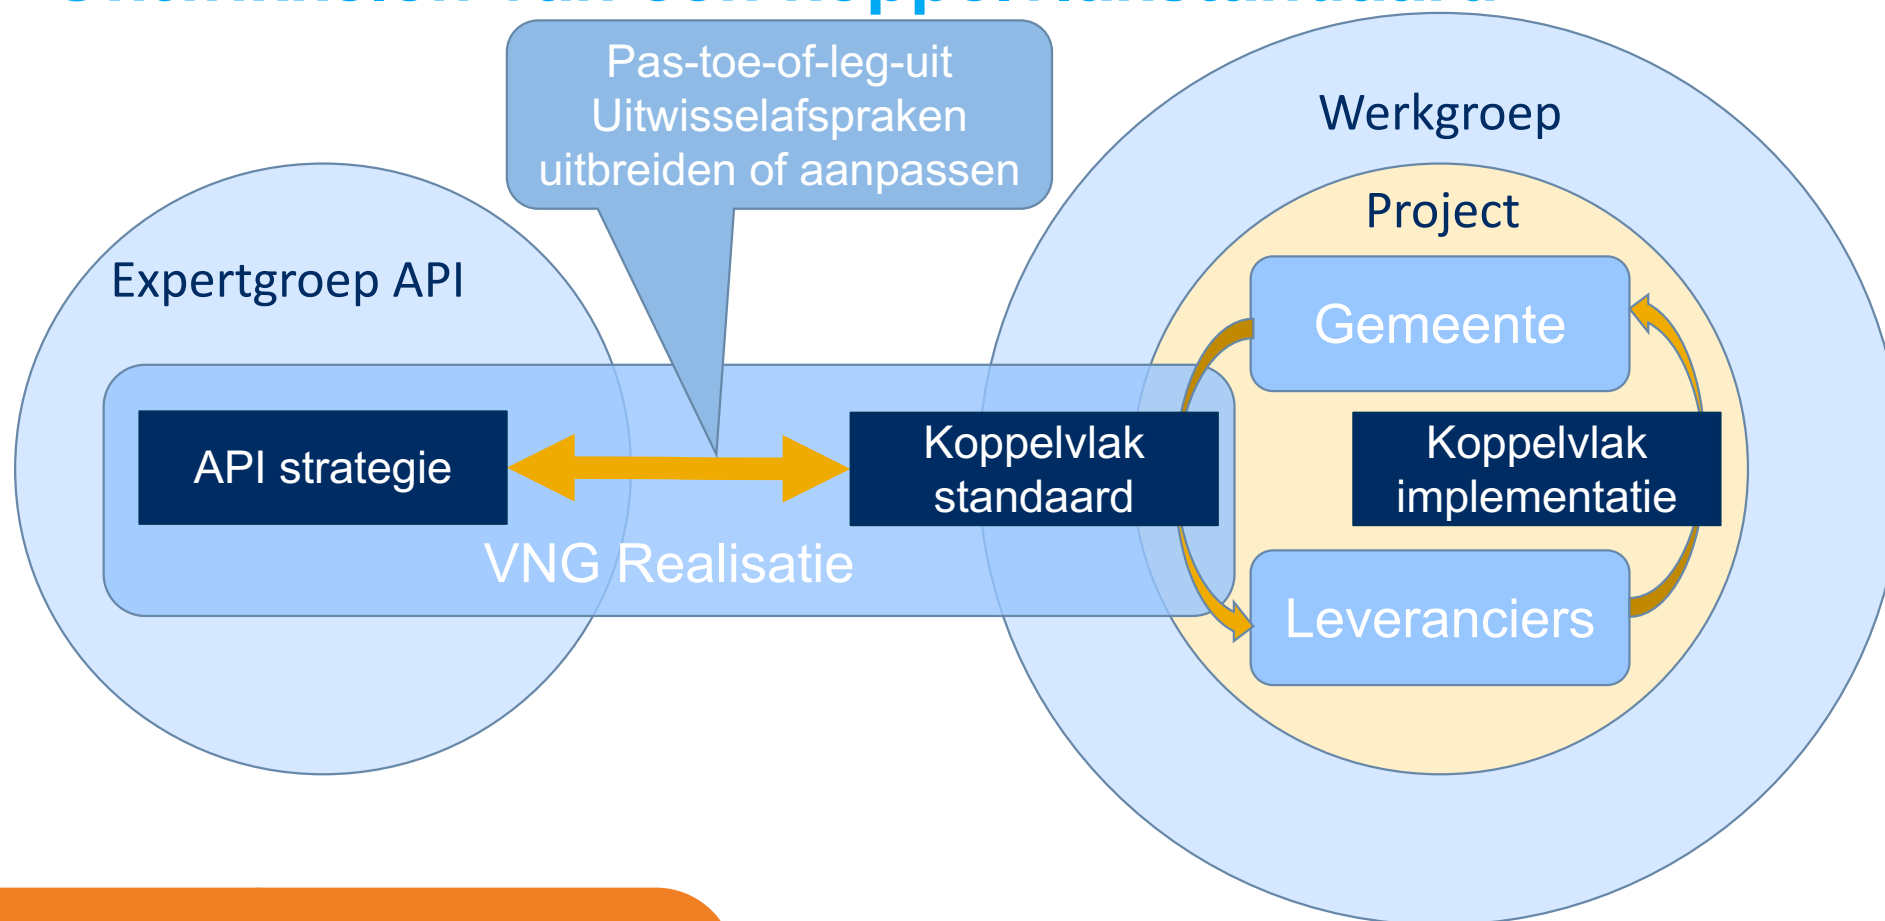 Pas-toe-of-leg-uit
Uitwisselafspraken
uitbreiden of aanpassen
Werkgroep
Project
Expertgroep API
Gemeente
API strategie
Koppelvlak
standaard
Koppelvlak
implementatie
VNG Realisatie
Leveranciers